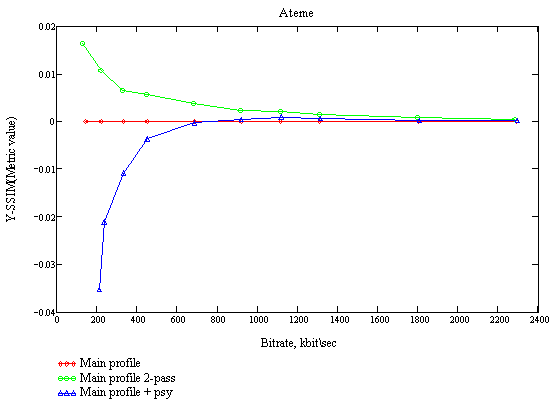 Ateme
0.02
0.01
0
-0.01
-0.02
-0.03
-0.04
Y-SSIM(Metric value)
0 200 400 600 800 1000 1200 1400 1600 1800 2000 2200 2400
Bitrate, kbit\sec
Main profile
Main profile 2-pass
Main profile + psy